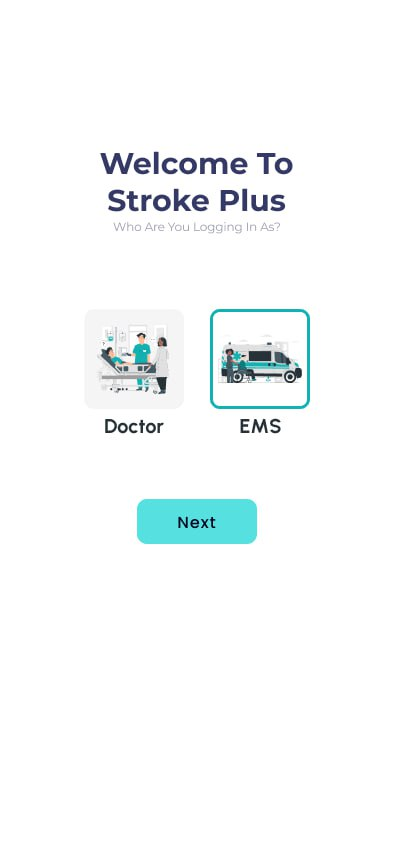 Welcome To
Stroke Plus
Who Are You Logging In As?
Doctor
EMS
Next